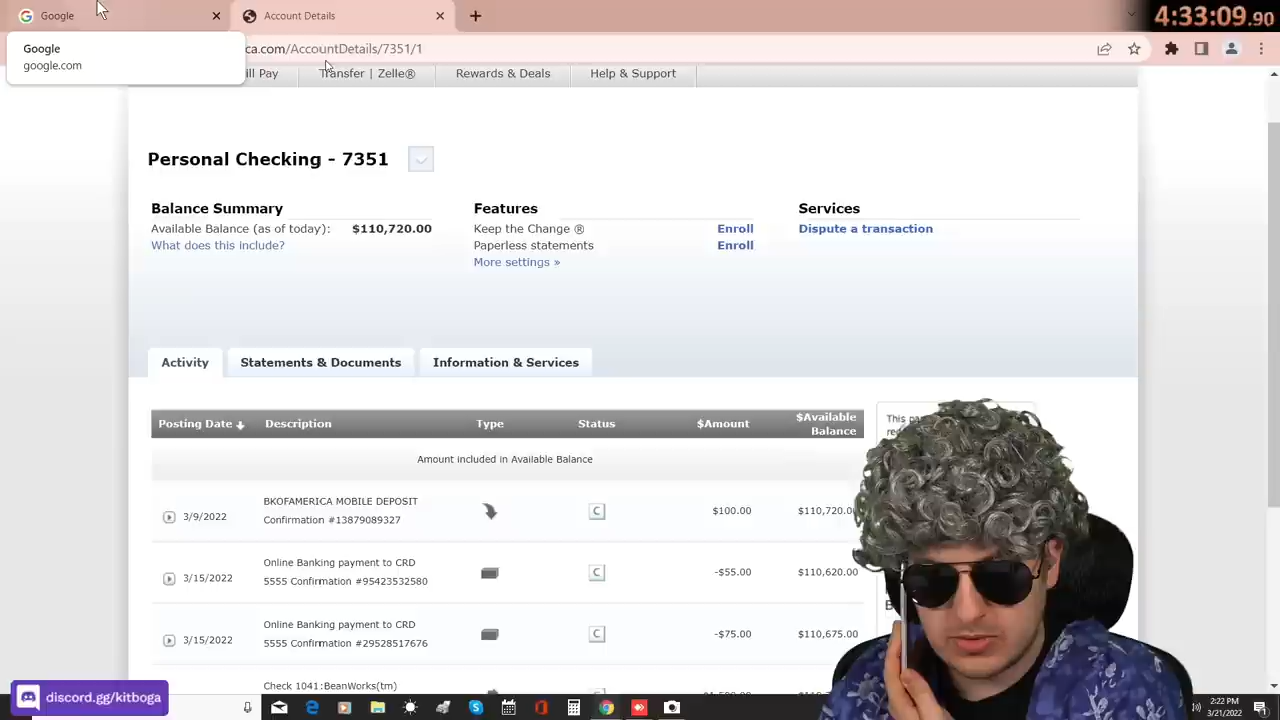 Google
Account Details
4:33:09.90
Google
google.com
ca.com/AccountDetails/7351/1
ill Pay
Transfer | Zelle®
Rewards & Deals
Help & Support
Personal Checking - 7351
Balance Summary
Features
Services
Available Balance (as of today): $110,720.00
Keep the Change ®
Enroll
Dispute a transaction
What does this include?
Paperless statements
Enroll
More settings »
Activity
Statements & Documents
Information & Services
Posting Date
Description
Type
Status
$Amount
$Available
Balance
This pa
Amount included in Available Balance
3/9/2022
BKOFAMERICA MOBILE DEPOSIT
Confirmation #13879089327
C
$100.00
$110,720.0
3/15/2022
Online Banking payment to CRD
5555 Confirmation #95423532580
C
-$55.00
$110,620.00
3/15/2022
Online Banking payment to CRD
5555 Confirmation #29528517676
C
-$75.00
$110,675.00
Check 1041:BeanWorks(tm)
discord.gg/kitboga
2:22 PM
3/21/2022